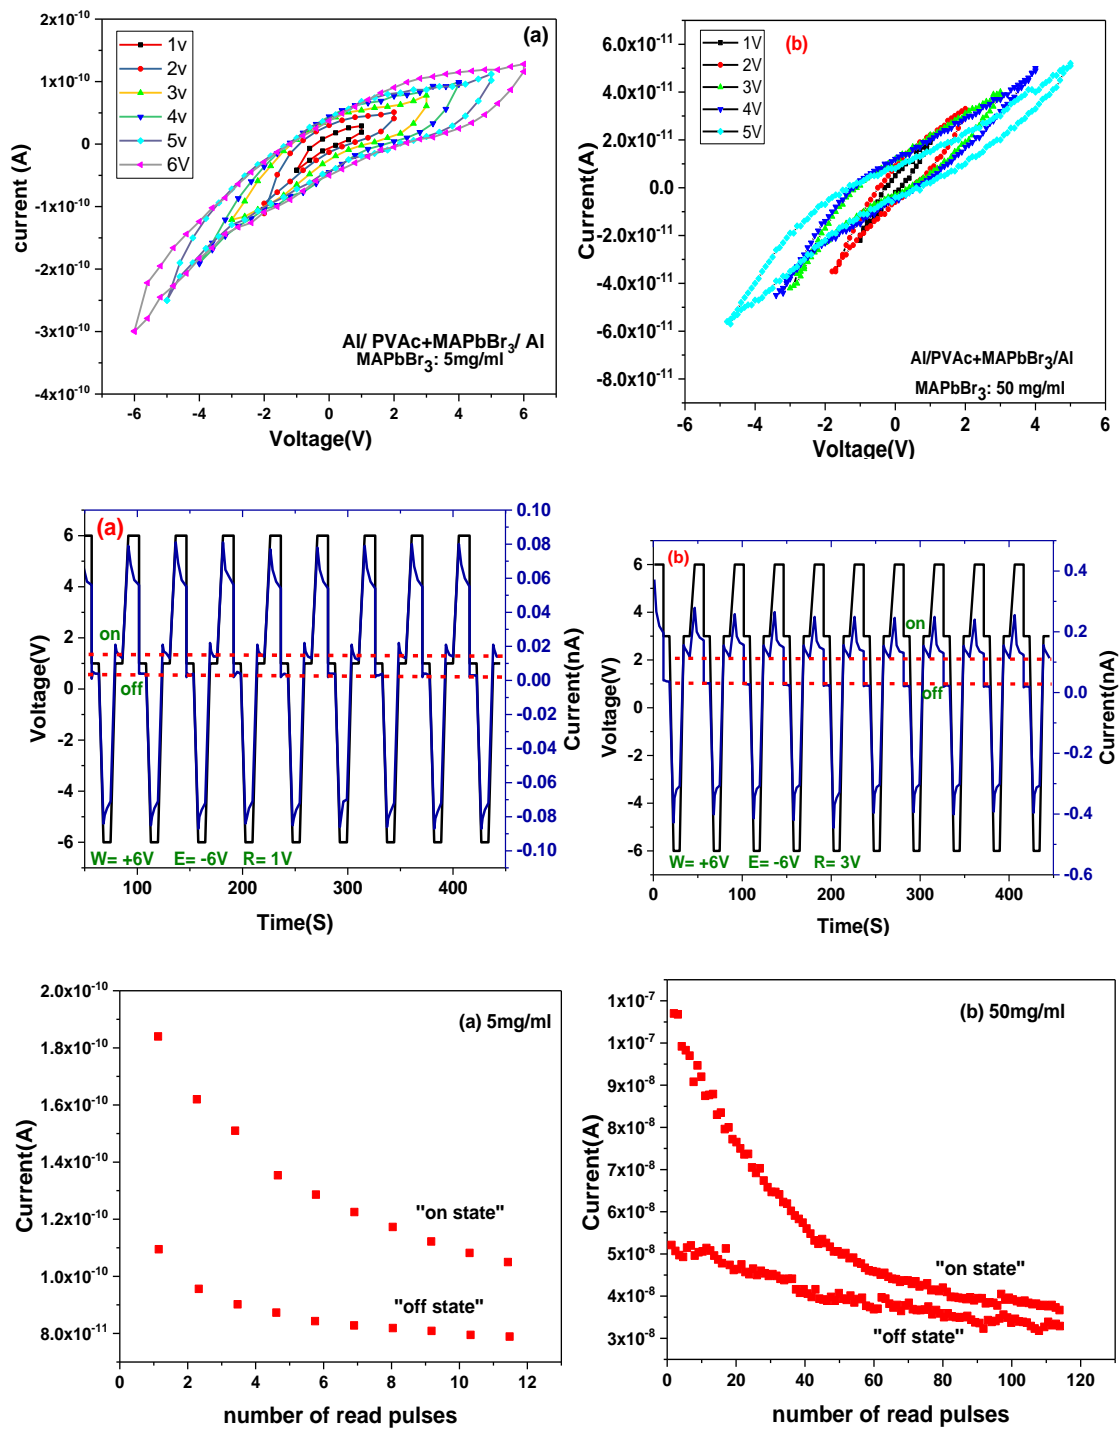 2x10⁻¹⁰
1x10⁻¹⁰
0
-1x10⁻¹⁰
-2x10⁻¹⁰
-3x10⁻¹⁰
-4x10⁻¹⁰
current (A)
1v
2v
3v
4v
5v
6V
(a)
Al/ PVAc+MAPbBr₃/ Al
MAPbBr₃: 5mg/ml
-6 -4 -2 0 2 4 6
Voltage(V)
6.0x10⁻¹¹
4.0x10⁻¹¹
2.0x10⁻¹¹
0.0
-2.0x10⁻¹¹
-4.0x10⁻¹¹
-6.0x10⁻¹¹
-8.0x10⁻¹¹
Current(A)
1V
2V
3V
4V
5V
(b)
Al/PVAc+MAPbBr₃/Al
MAPbBr₃: 50 mg/ml
-6 -4 -2 0 2 4 6
Voltage(V)
(a)
6
4
2
0
-2
-4
-6
Voltage(V)
on
off
W= +6V E= -6V R= 1V
0.10
0.08
0.06
0.04
0.02
0.00
-0.02
-0.04
-0.06
-0.08
-0.10
Current(nA)
100 200 300 400
Time(S)
(b)
6
4
2
0
-2
-4
-6
Voltage(V)
on
off
W= +6V E= -6V R= 3V
0.4
0.2
0.0
-0.2
-0.4
-0.6
Current(nA)
0 100 200 300 400
Time(S)
2.0x10⁻¹⁰
1.8x10⁻¹⁰
1.6x10⁻¹⁰
1.4x10⁻¹⁰
1.2x10⁻¹⁰
1.0x10⁻¹⁰
8.0x10⁻¹¹
Current(A)
(a) 5mg/ml
"on state"
"off state"
0 2 4 6 8 10 12
number of read pulses
1x10⁻⁷
1x10⁻⁷
9x10⁻⁸
8x10⁻⁸
7x10⁻⁸
6x10⁻⁸
5x10⁻⁸
4x10⁻⁸
3x10⁻⁸
Current(A)
(b) 50mg/ml
"on state"
"off state"
0 20 40 60 80 100 120
number of read pulses